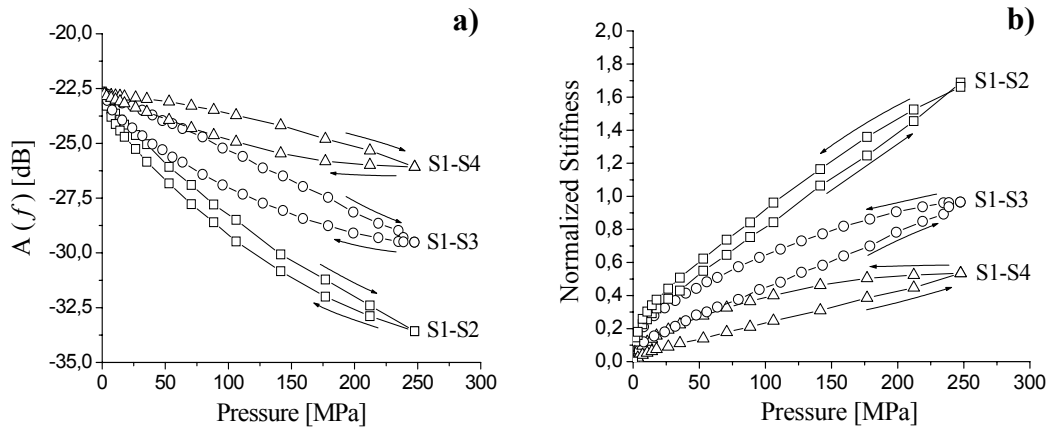 a)
-20,0
-22,5
-25,0
-27,5
-30,0
-32,5
-35,0
A (f) [dB]
S1-S4
S1-S3
S1-S2
0 50 100 150 200 250 300
Pressure [MPa]
b)
2,0
1,8
1,6
1,4
1,2
1,0
0,8
0,6
0,4
0,2
0,0
Normalized Stiffness
S1-S2
S1-S3
S1-S4
0 50 100 150 200 250 300
Pressure [MPa]